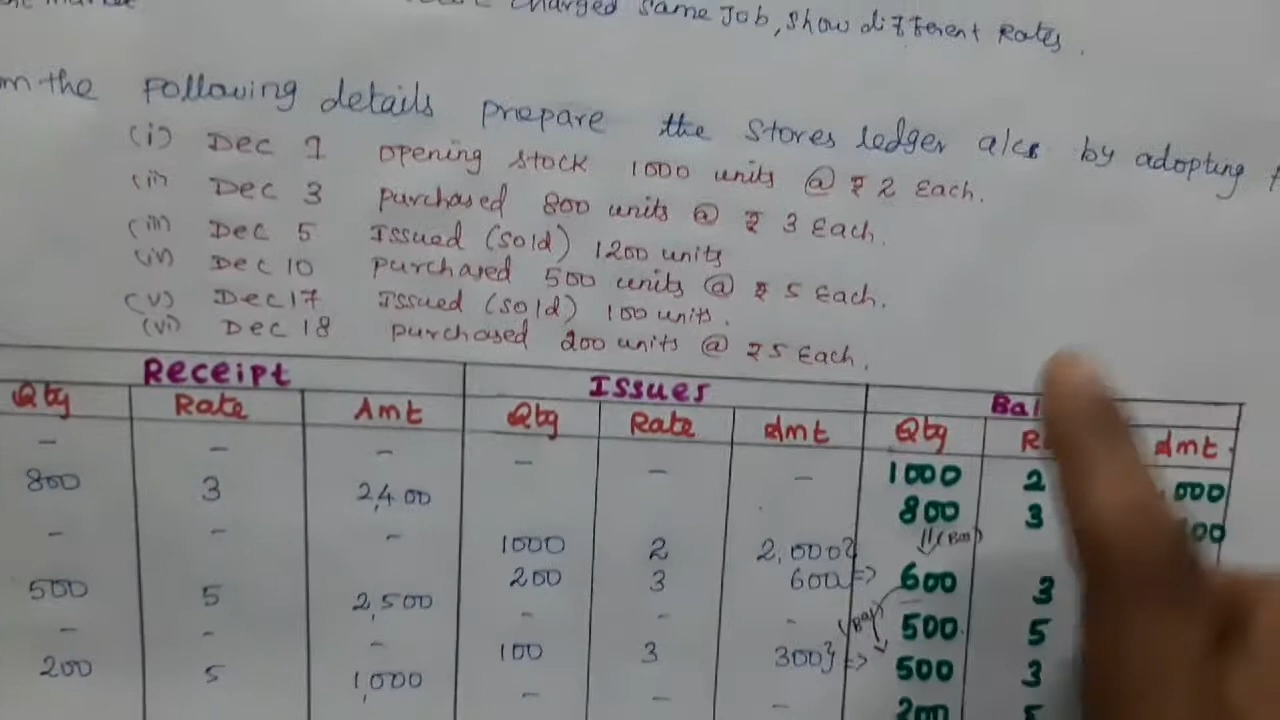 charged same Job, show different Rates.
the following details prepare the stores ledger a/cs by adopting
(i) Dec 1 opening stock 1000 units @ ₹ 2 Each.
(ii) Dec 3 purchased 800 units @ ₹ 3 Each.
(iii) Dec 5 Issued (sold) 1200 units
(iv) Dec 10 purchased 500 units @ ₹ 5 Each.
(v) Dec 17 Issued (sold) 100 units.
(vi) Dec 18 purchased 200 units @ ₹ 5 Each.
Receipt Issues
Qty Rate Amt Qty Rate Amt Qty Amt
- - - - - - 1000 2
800 3 2,400 800 3
- - - 1000 2 2,000} (Bal)
200 3 600 => 600 3
500 5 2,500 - - - (Bal) 500 5
- - - 100 3 300} => 500 3
200 5 1,000 - - - 200 5